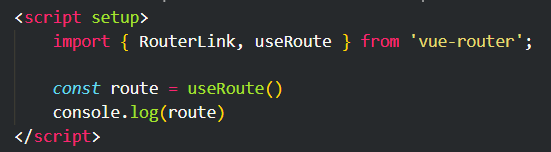 <script setup>
import { RouterLink, useRoute } from 'vue-router';
const route = useRoute()
console.log(route)
</script>